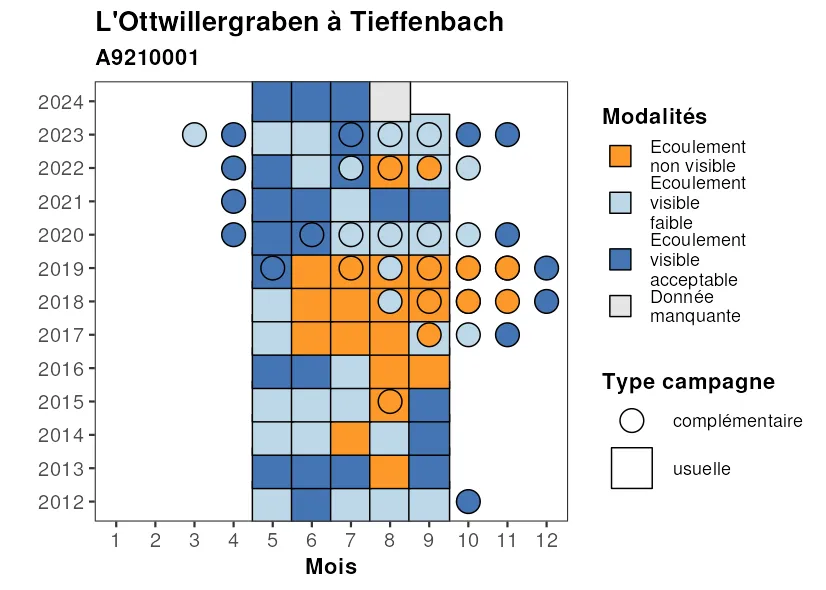 L'Ottwillergraben à Tieffenbach
A9210001
2024
2023
2022
2021
2020
2019
2018
2017
2016
2015
2014
2013
2012
1 2 3 4 5 6 7 8 9 10 11 12
Mois
Modalités
Ecoulement
non visible
Ecoulement
visible
faible
Ecoulement
visible
acceptable
Donnée
manquante
Type campagne
complémentaire
usuelle